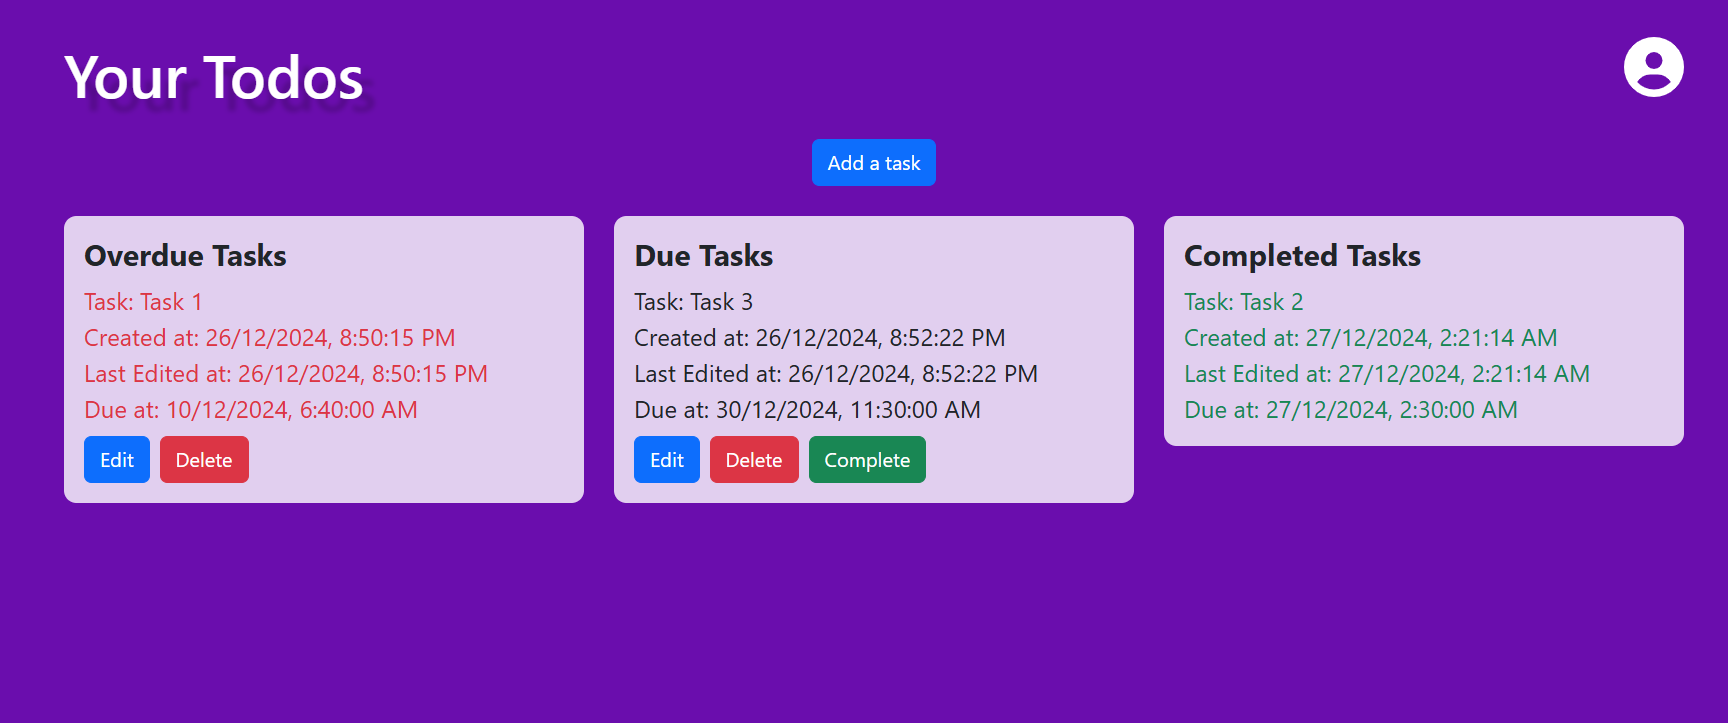 Your Todos
Add a task
Overdue Tasks
Task: Task 1
Created at: 26/12/2024, 8:50:15 PM
Last Edited at: 26/12/2024, 8:50:15 PM
Due at: 10/12/2024, 6:40:00 AM
Edit Delete
Due Tasks
Task: Task 3
Created at: 26/12/2024, 8:52:22 PM
Last Edited at: 26/12/2024, 8:52:22 PM
Due at: 30/12/2024, 11:30:00 AM
Edit Delete Complete
Completed Tasks
Task: Task 2
Created at: 27/12/2024, 2:21:14 AM
Last Edited at: 27/12/2024, 2:21:14 AM
Due at: 27/12/2024, 2:30:00 AM